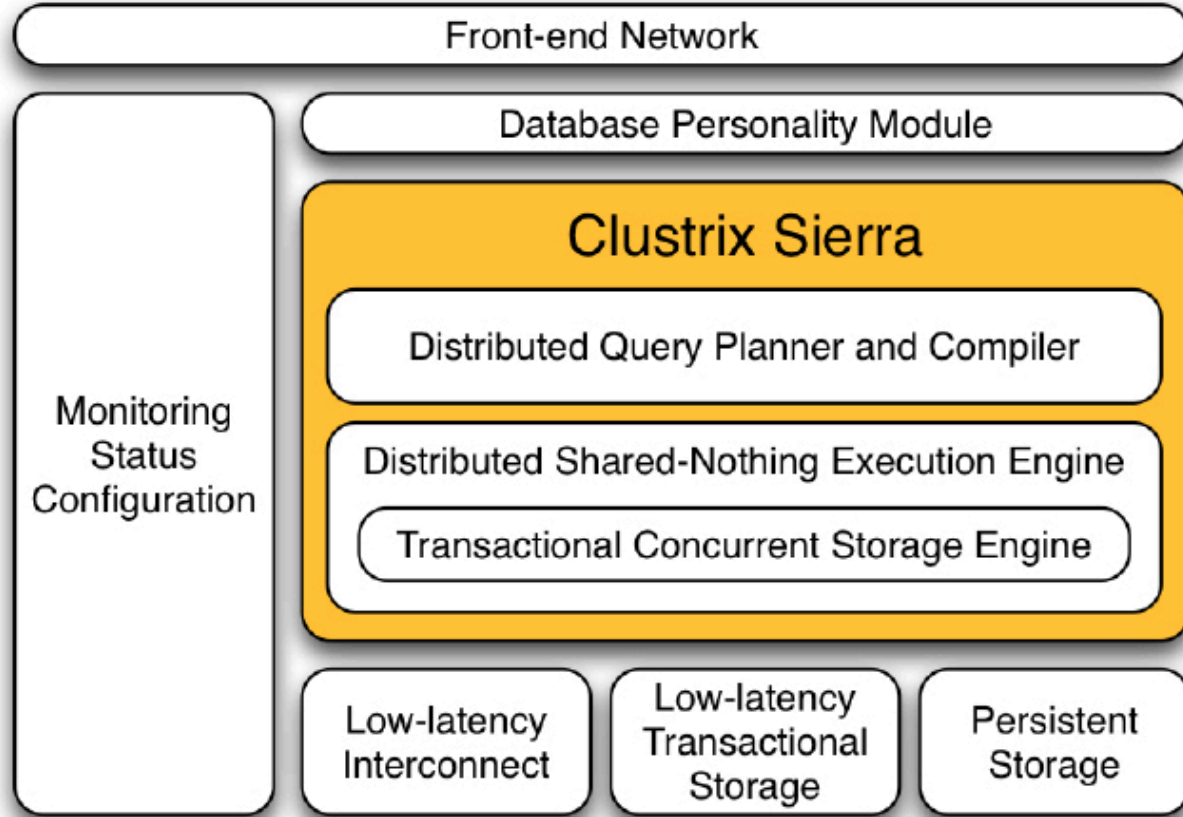 Front-end Network
Monitoring
Status
Configuration
Database Personality Module
Clustrix Sierra
Distributed Query Planner and Compiler
Distributed Shared-Nothing Execution Engine
Transactional Concurrent Storage Engine
Low-latency
Interconnect
Low-latency
Transactional
Storage
Persistent
Storage